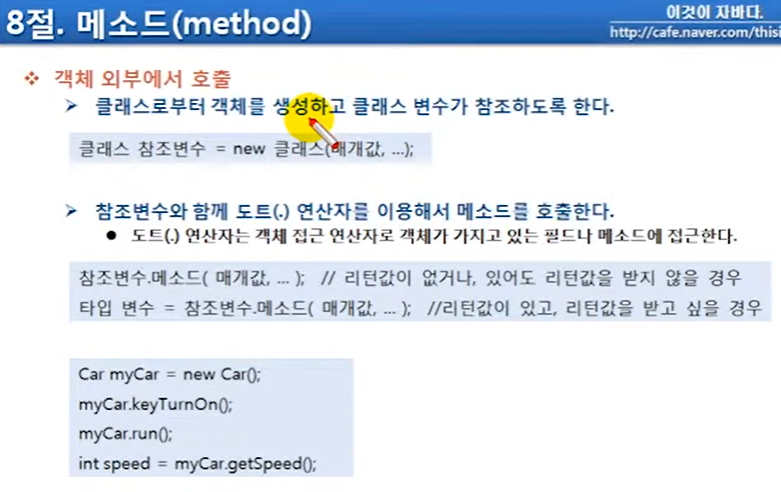 8절. 메소드(method)
이것이 자바다.
http://cafe.naver.com/thisi
객체 외부에서 호출
클래스로부터 객체를 생성하고 클래스 변수가 참조하도록 한다.
클래스 참조변수 = new 클래스(매개값, ...);
참조변수와 함께 도트(.) 연산자를 이용해서 메소드를 호출한다.
도트(.) 연산자는 객체 접근 연산자로 객체가 가지고 있는 필드나 메소드에 접근한다.
참조변수.메소드( 매개값, ... ); // 리턴값이 없거나, 있어도 리턴값을 받지 않을 경우
타입 변수 = 참조변수.메소드( 매개값, ... ); //리턴값이 있고, 리턴값을 받고 싶을 경우
Car myCar = new Car();
myCar.keyTurnOn();
myCar.run();
int speed = myCar.getSpeed();